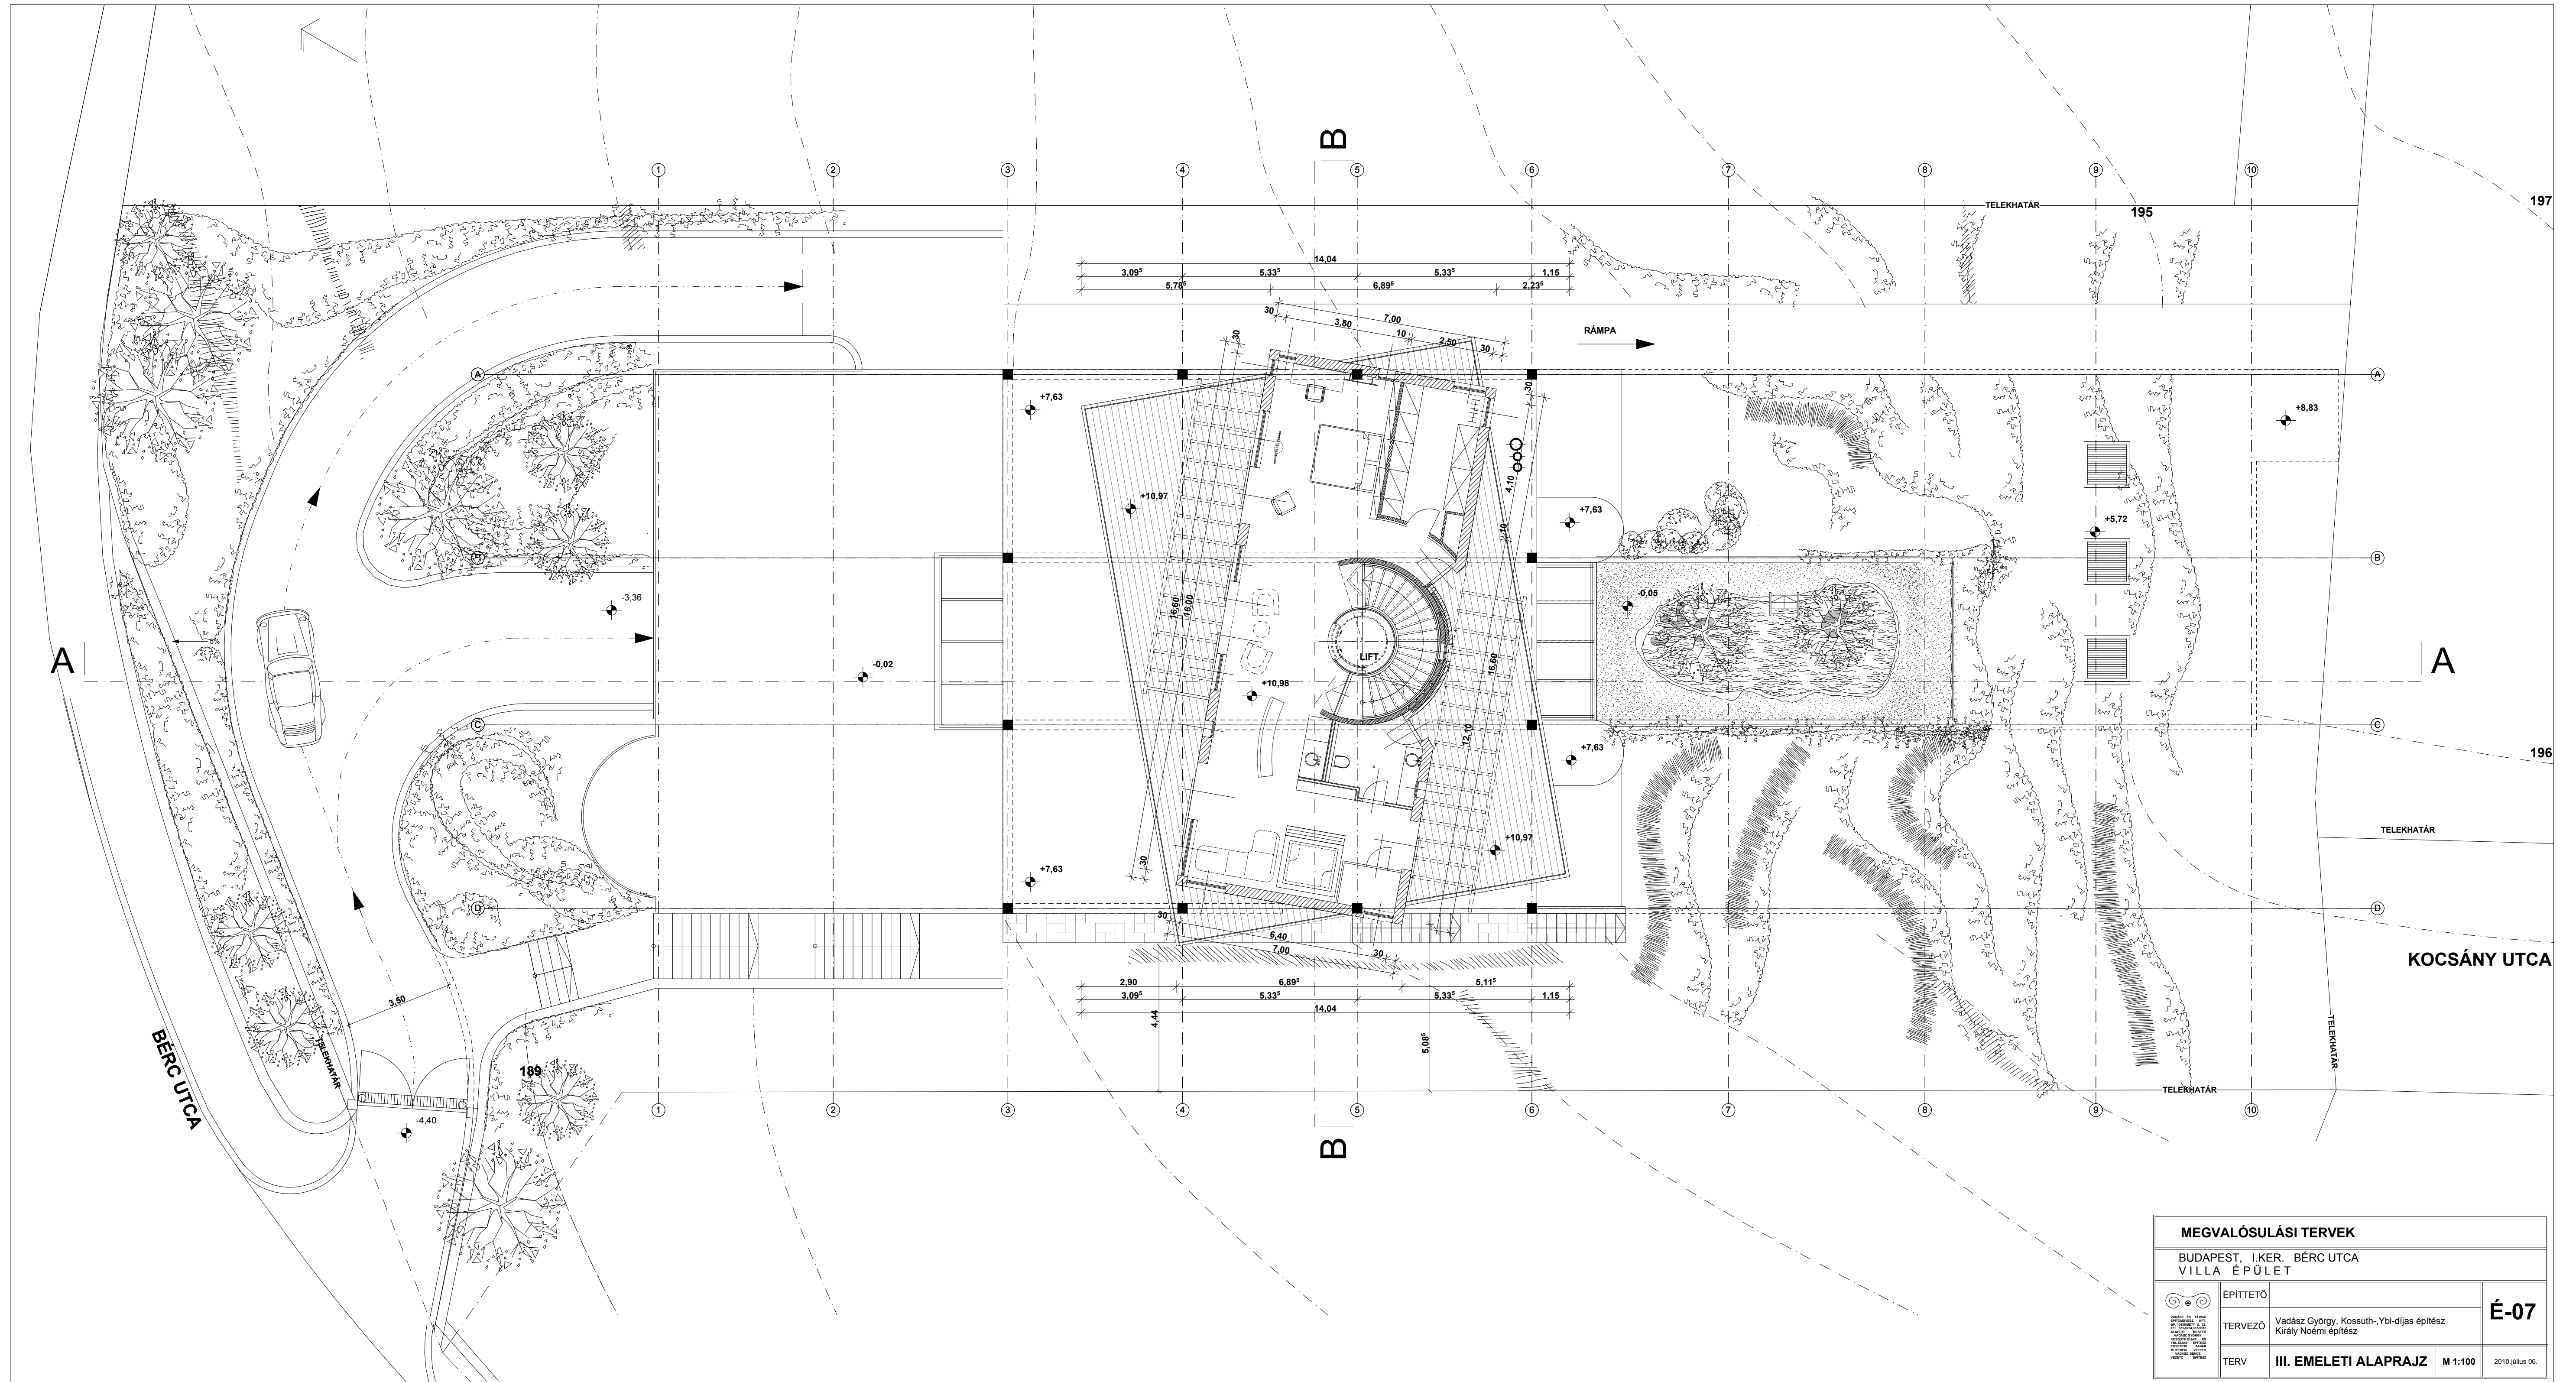 B
1
2
3
4
5
6
7
8
9
10
197
TELEKHATÁR
195
14,04
3,09⁵
5,33⁵
5,33⁵
1,15
5,78⁵
6,89⁵
2,23⁵
30
7,00
3,80
10
2,50
30
RÁMPA
30
A
A
30
+7,63
+8,83
4,10
+10,97
+7,63
+5,72
10
B
B
-3,36
16,60
16,00
-0,05
5%
A
LIFT
16,60
A
-0,02
+10,98
C
12,10
C
+7,63
196
TELEKHATÁR
+10,97
30
+7,63
D
D
30
6,40
7,00
30
KOCSÁNY UTCA
2,90
6,89⁵
5,11⁵
3,09⁵
5,33⁵
5,33⁵
1,15
14,04
3,50
4,44
5,08⁵
BÉRC UTCA
TELEKHATÁR
TELEKHATÁR
189
TELEKHATÁR
-4,40
1
2
3
4
5
6
7
8
9
10
B
MEGVALÓSULÁSI TERVEK
BUDAPEST, I.KER. BÉRC UTCA
VILLA ÉPÜLET
ÉPÍTTETŐ
TERVEZŐ
Vadász György, Kossuth-,Ybl-díjas építész
Király Noémi építész
É-07
TERV
III. EMELETI ALAPRAJZ
M 1:100
2010.július 06.